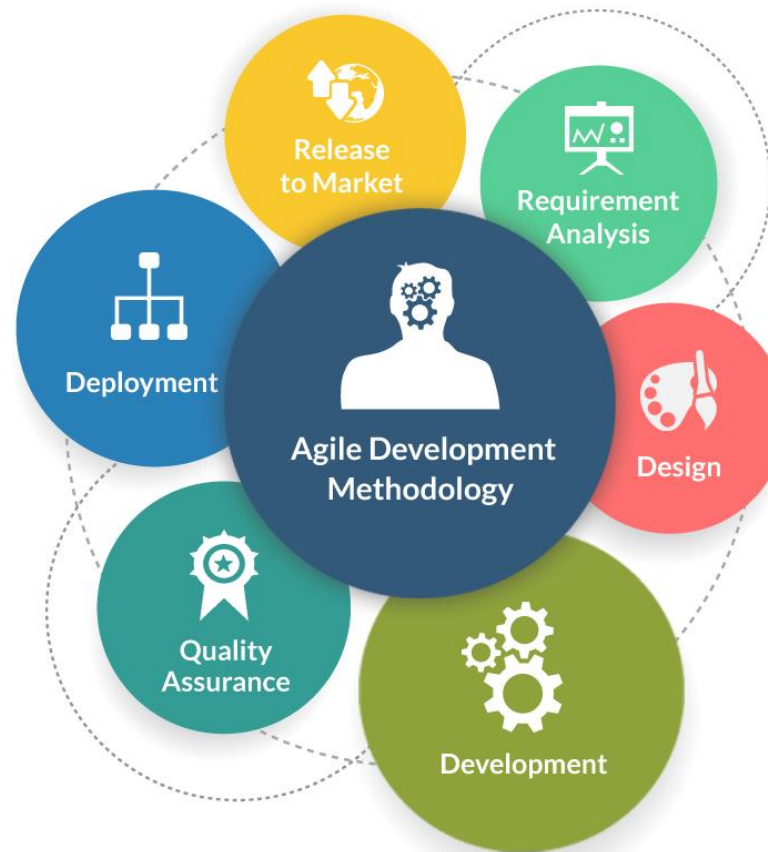 Release
to Market
Requirement
Analysis
Deployment
Agile Development
Methodology
Design
Quality
Assurance
Development